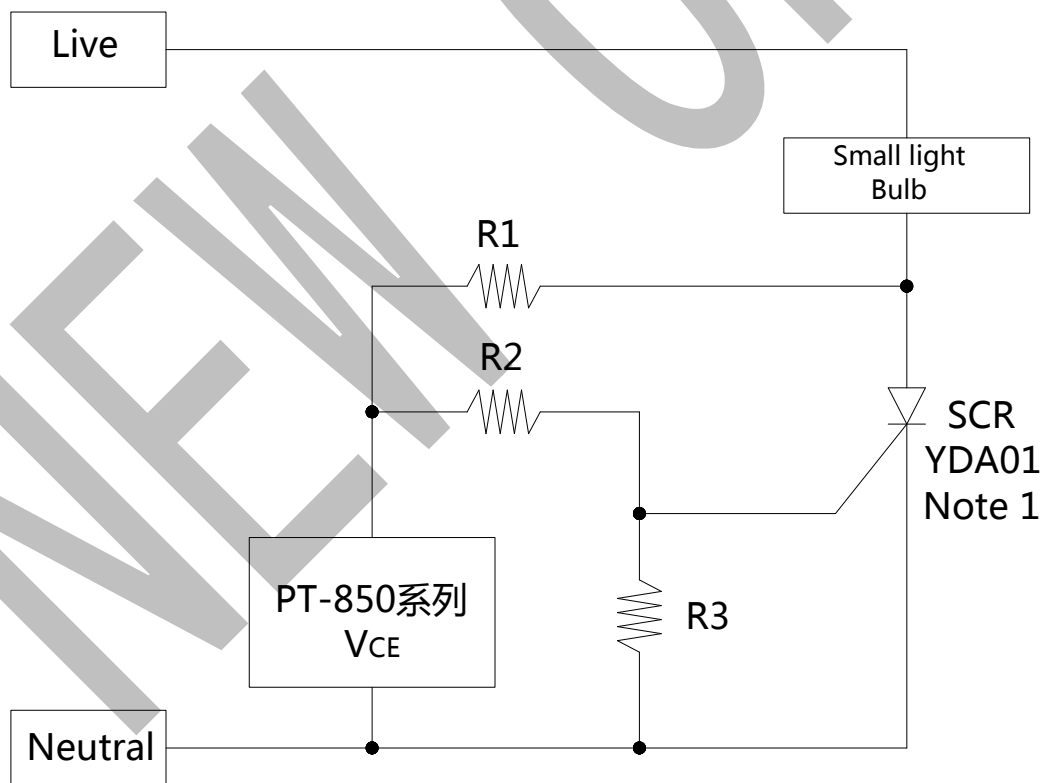 Live
Small light
Bulb
R1
R2
SCR
YDA01
Note 1
PT-850系列
VCE
R3
Neutral
NEW